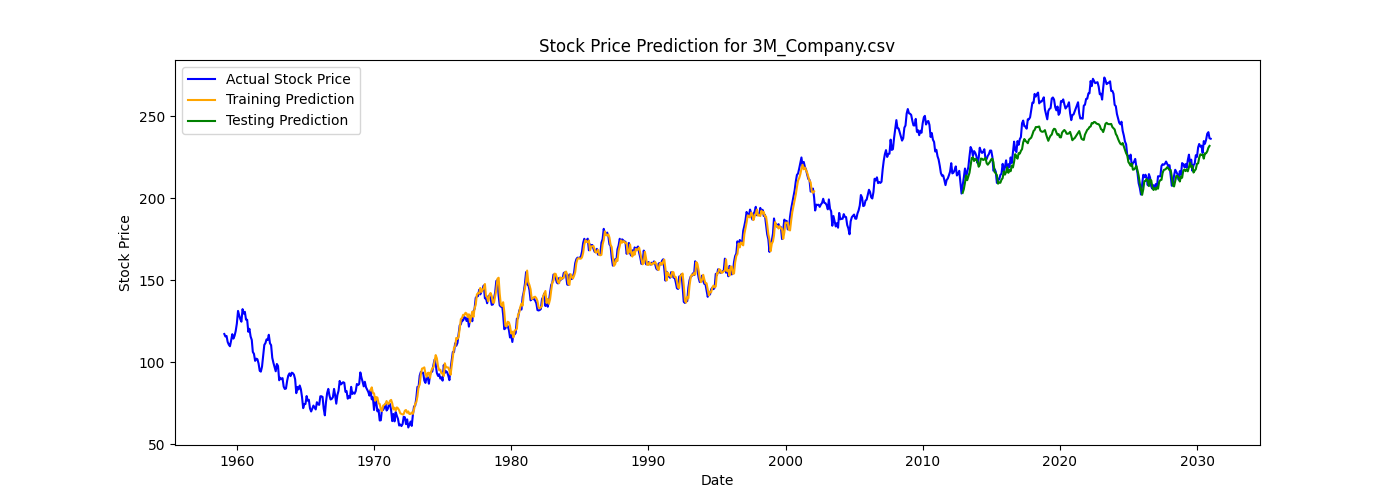 Stock Price Prediction for 3M_Company.csv
Actual Stock Price
Training Prediction
Testing Prediction
Stock Price
250
200
150
100
50
1960 1970 1980 1990 2000 2010 2020 2030
Date